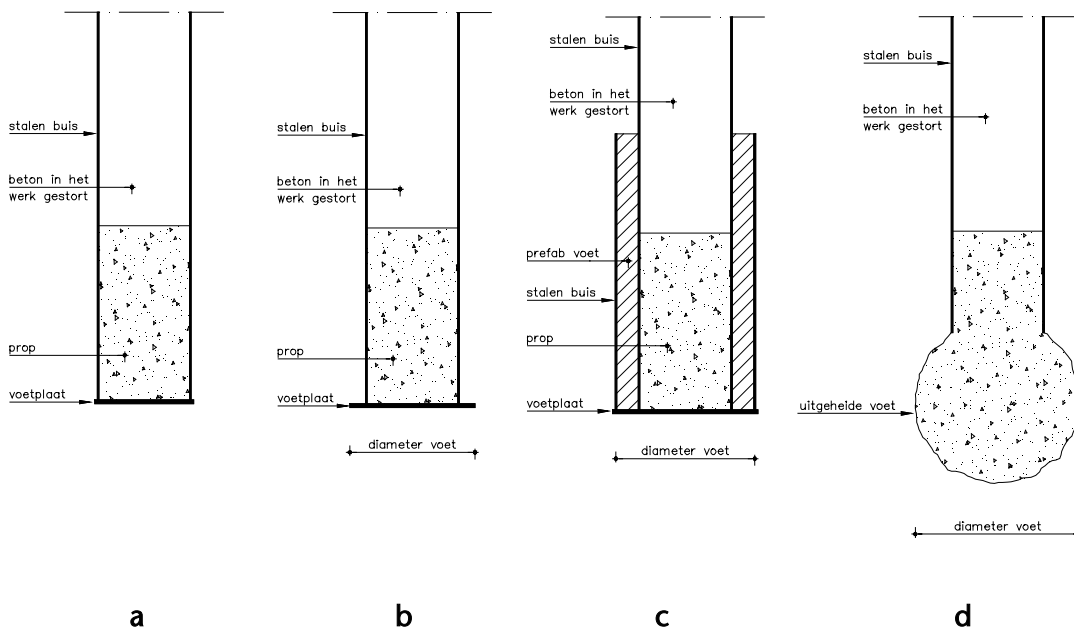 stalen buis
beton in het
werk gestort
prop
voetplaat
a
stalen buis
beton in het
werk gestort
prop
voetplaat
diameter voet
b
stalen buis
beton in het
werk gestort
prefab voet
stalen buis
prop
voetplaat
diameter voet
c
stalen buis
beton in het
werk gestort
uitgeheide voet
diameter voet
d